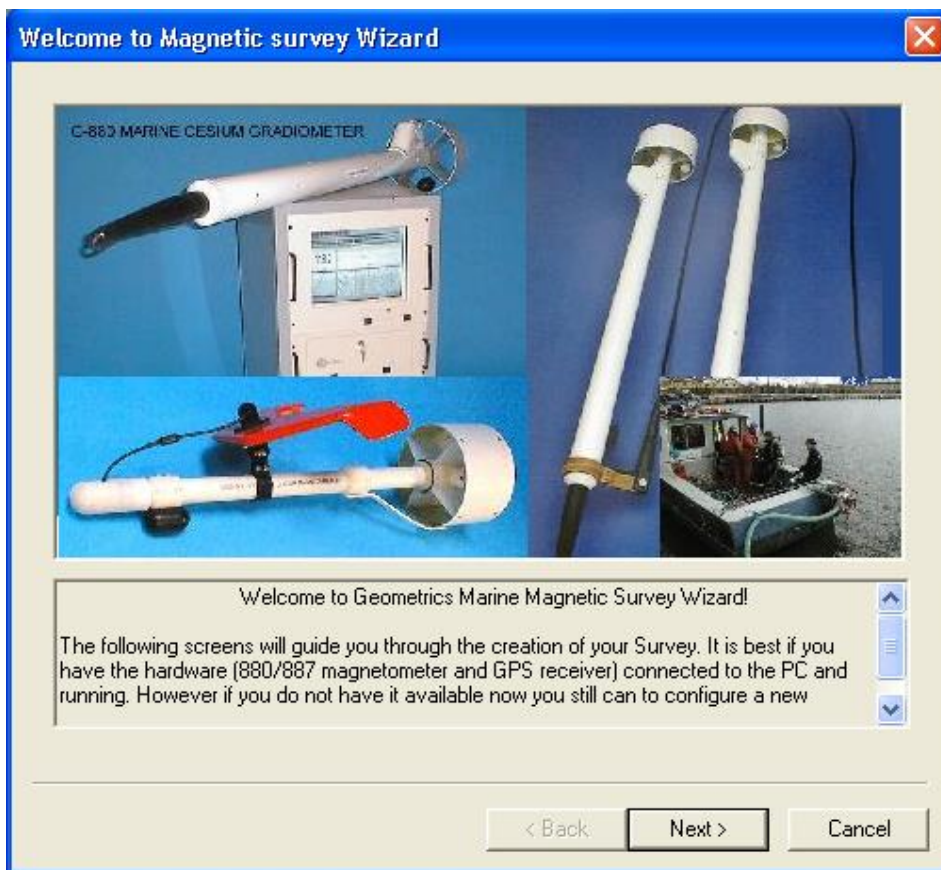 Welcome to Magnetic survey Wizard
G-880 MARINE CESIUM GRADIOMETER
Welcome to Geometrics Marine Magnetic Survey Wizard!
The following screens will guide you through the creation of your Survey. It is best if you
have the hardware (880/887 magnetometer and GPS receiver) connected to the PC and
running. However if you do not have it available now you still can to configure a new
< Back
Next >
Cancel